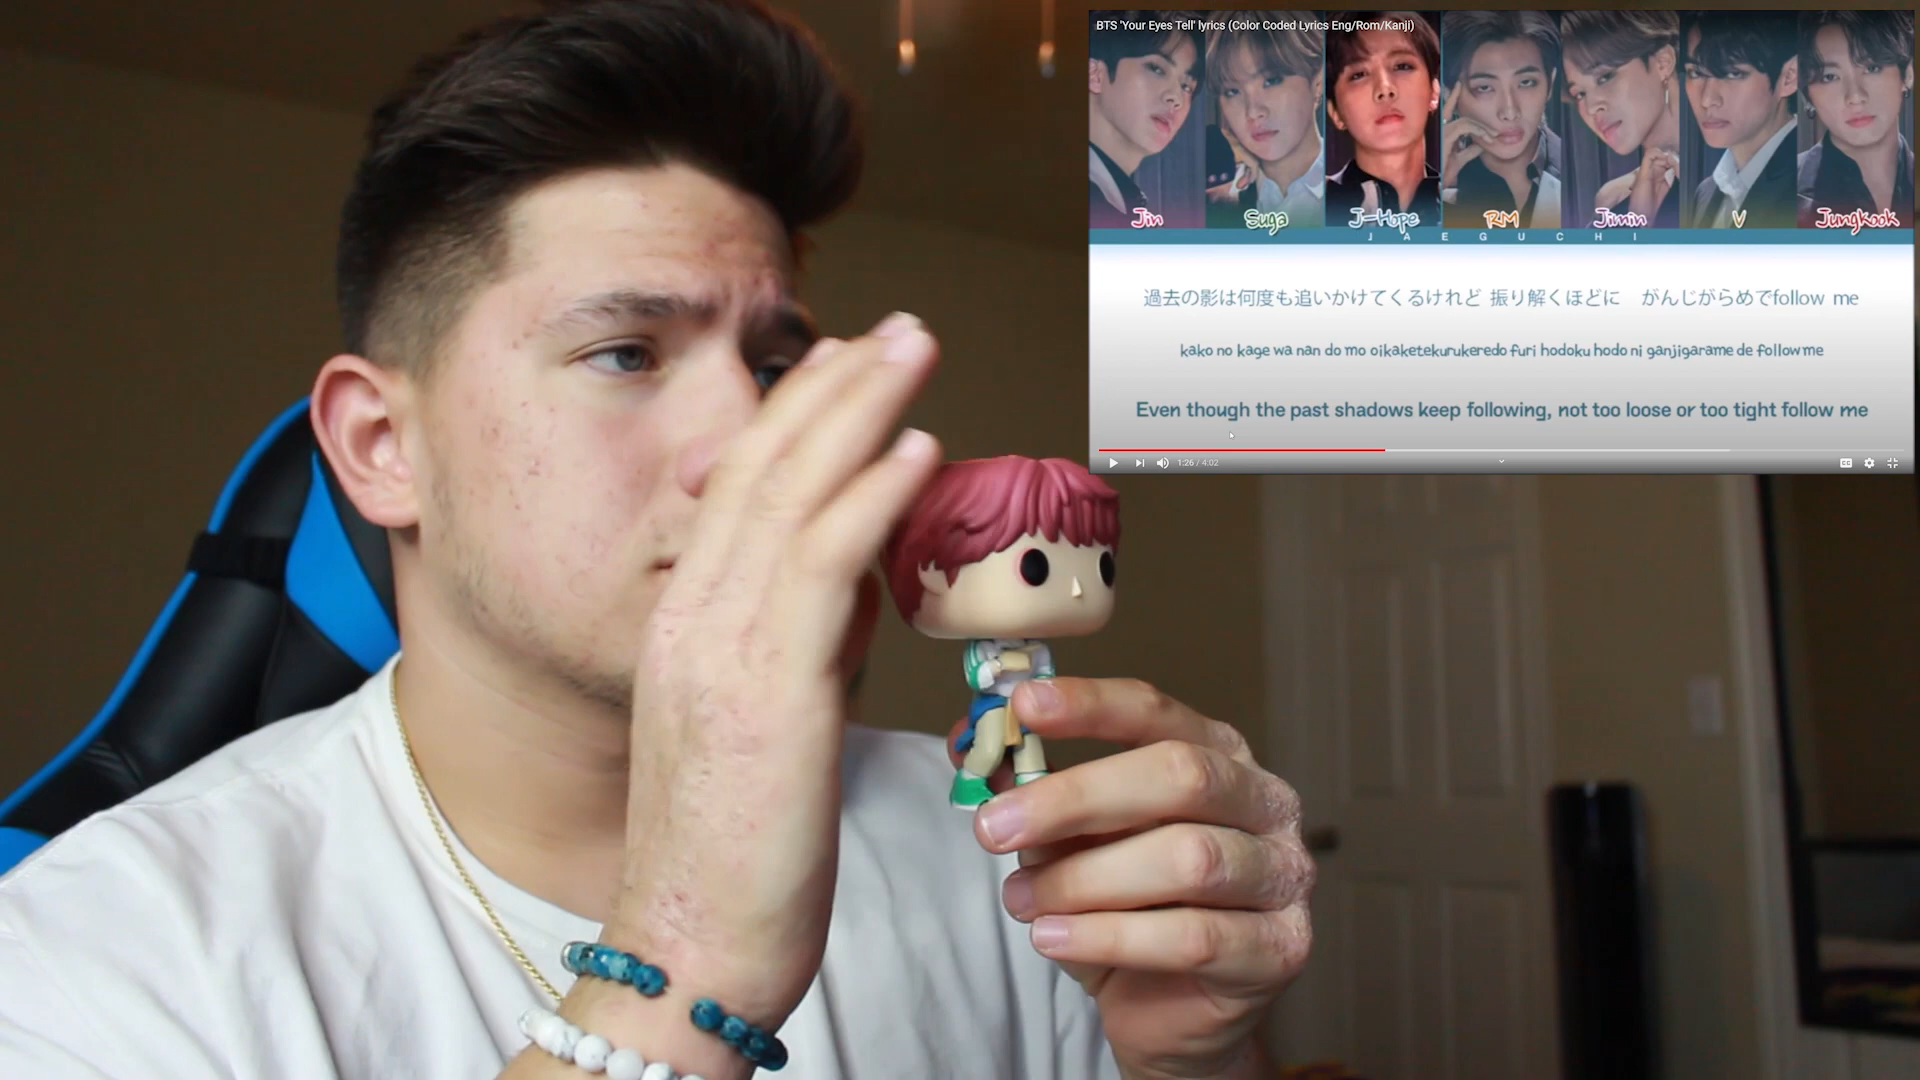 BTS 'Your Eyes Tell' lyrics (Color Coded Lyrics Eng/Rom/Kanji)
Jin Suga J-Hope RM Jimin V Jungkook
JAEGUCHI
過去の影は何度も追いかけてくるけれど 振り解くほどに がんじがらめでfollow me
kako no kage wa nan do mo oikaketekurukeredo furi hodoku hodo ni ganjigarame de follow me
Even though the past shadows keep following, not too loose or too tight follow me
1:26 / 4:02
CC